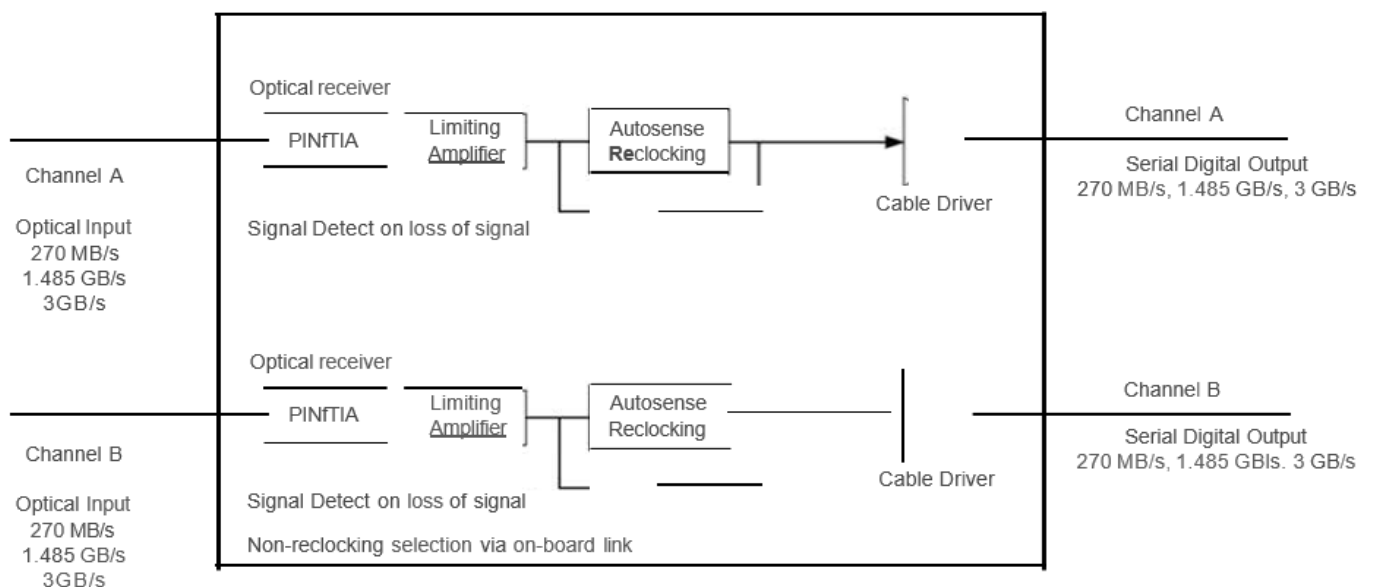 Optical receiver
PINfTIA
Limiting
Amplifier
Autosense
Reclocking
Cable Driver
Signal Detect on loss of signal
Channel A
Optical Input
270 MB/s
1.485 GB/s
3GB/s
Channel A
Serial Digital Output
270 MB/s, 1.485 GB/s, 3 GB/s
Optical receiver
PINfTIA
Limiting
Amplifier
Autosense
Reclocking
Cable Driver
Signal Detect on loss of signal
Non-reclocking selection via on-board link
Channel B
Optical Input
270 MB/s
1.485 GB/s
3GB/s
Channel B
Serial Digital Output
270 MB/s, 1.485 GBIs. 3 GB/s